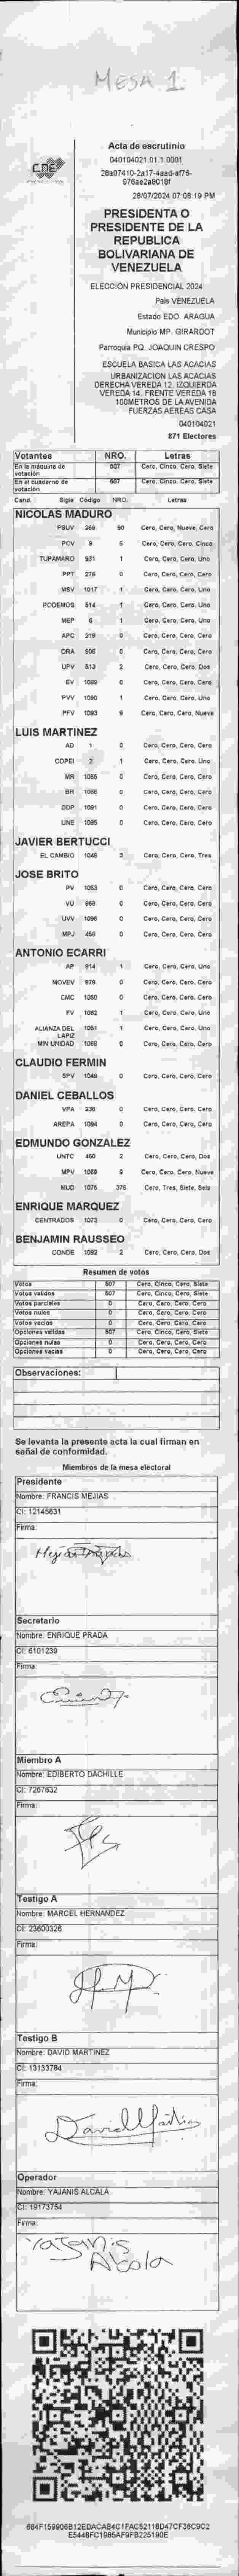 MESA 1
CNE
Acta de escrutinio
040104021.01.1.0001
28a07410-2a17-4aad-af76-
976ae2a8018f
28/07/2024 07:08:19 PM
PRESIDENTA O
PRESIDENTE DE LA
REPUBLICA
BOLIVARIANA DE
VENEZUELA
ELECCIÓN PRESIDENCIAL 2024
País VENEZUELA
Estado EDO. ARAGUA
Municipio MP. GIRARDOT
Parroquia PQ. JOAQUIN CRESPO
ESCUELA BASICA LAS ACACIAS
URBANIZACION LAS ACACIAS
DERECHA VEREDA 12. IZQUIERDA
VEREDA 14. FRENTE VEREDA 18
100METROS DE LA AVENIDA
FUERZAS AEREAS CASA
040104021
871 Electores
Votantes NRO. Letras
En la máquina de votación 507 Cero, Cinco, Cero, Siete
En el cuaderno de votación 507 Cero, Cinco, Cero, Siete
Cand. Sigla Código NRO. Letras
NICOLAS MADURO
PSUV 268 90 Cero, Cero, Nueve, Cero
PCV 9 5 Cero, Cero, Cero, Cinco
TUPAMARO 931 1 Cero, Cero, Cero, Uno
PPT 276 0 Cero, Cero, Cero, Cero
MSV 1017 1 Cero, Cero, Cero, Uno
PODEMOS 514 1 Cero, Cero, Cero, Uno
MEP 6 1 Cero, Cero, Cero, Uno
APC 219 0 Cero, Cero, Cero, Cero
ORA 906 0 Cero, Cero, Cero, Cero
UPV 513 2 Cero, Cero, Cero, Dos
EV 1089 0 Cero, Cero, Cero, Cero
PVV 1090 1 Cero, Cero, Cero, Uno
PFV 1093 9 Cero, Cero, Cero, Nueve
LUIS MARTINEZ
AD 1 0 Cero, Cero, Cero, Cero
COPEI 2 1 Cero, Cero, Cero, Uno
MR 1065 0 Cero, Cero, Cero, Cero
BR 1066 0 Cero, Cero, Cero, Cero
DDP 1091 0 Cero, Cero, Cero, Cero
UNE 1095 0 Cero, Cero, Cero, Cero
JAVIER BERTUCCI
EL CAMBIO 1048 3 Cero, Cero, Cero, Tres
JOSE BRITO
PV 1053 0 Cero, Cero, Cero, Cero
VU 968 0 Cero, Cero, Cero, Cero
UVV 1096 0 Cero, Cero, Cero, Cero
MPJ 456 0 Cero, Cero, Cero, Cero
ANTONIO ECARRI
AP 914 1 Cero, Cero, Cero, Uno
MOVEV 976 0 Cero, Cero, Cero, Cero
CMC 1060 0 Cero, Cero, Cero, Cero
FV 1062 1 Cero, Cero, Cero, Uno
ALIANZA DEL LAPIZ 1061 1 Cero, Cero, Cero, Uno
MIN UNIDAD 1068 0 Cero, Cero, Cero, Cero
CLAUDIO FERMIN
SPV 1049 0 Cero, Cero, Cero, Cero
DANIEL CEBALLOS
VPA 236 0 Cero, Cero, Cero, Cero
AREPA 1094 0 Cero, Cero, Cero, Cero
EDMUNDO GONZALEZ
UNTC 460 2 Cero, Cero, Cero, Dos
MPV 1069 9 Cero, Cero, Cero, Nueve
MUD 1075 376 Cero, Tres, Siete, Seis
ENRIQUE MARQUEZ
CENTRADOS 1073 0 Cero, Cero, Cero, Cero
BENJAMIN RAUSSEO
CONDE 1092 2 Cero, Cero, Cero, Dos
Resumen de votos
Votos 507 Cero, Cinco, Cero, Siete
Votos validos 507 Cero, Cinco, Cero, Siete
Votos parciales 0 Cero, Cero, Cero, Cero
Votos nulos 0 Cero, Cero, Cero, Cero
Votos vacios 0 Cero, Cero, Cero, Cero
Opciones validas 507 Cero, Cinco, Cero, Siete
Opciones nulas 0 Cero, Cero, Cero, Cero
Opciones vacias 0 Cero, Cero, Cero, Cero
Observaciones:
Se levanta la presente acta la cual firman en
señal de conformidad.
Miembros de la mesa electoral
Presidente
Nombre: FRANCIS MEJIAS
CI: 12145631
Firma:
Secretario
Nombre: ENRIQUE PRADA
CI: 6101239
Firma:
Miembro A
Nombre: EDIBERTO DACHILLE
CI: 7267632
Firma:
Testigo A
Nombre: MARCEL HERNANDEZ
CI: 23600326
Firma:
Testigo B
Nombre: DAVID MARTINEZ
CI: 13133784
Firma:
David Martinez
Operador
Nombre: YAJANIS ALCALA
CI: 19173754
Firma:
Yajanis
Alcala
684F159906B12EDACAB4C1FAC52118D47CF36C9C2
E5448FC1985AF9FB225190E